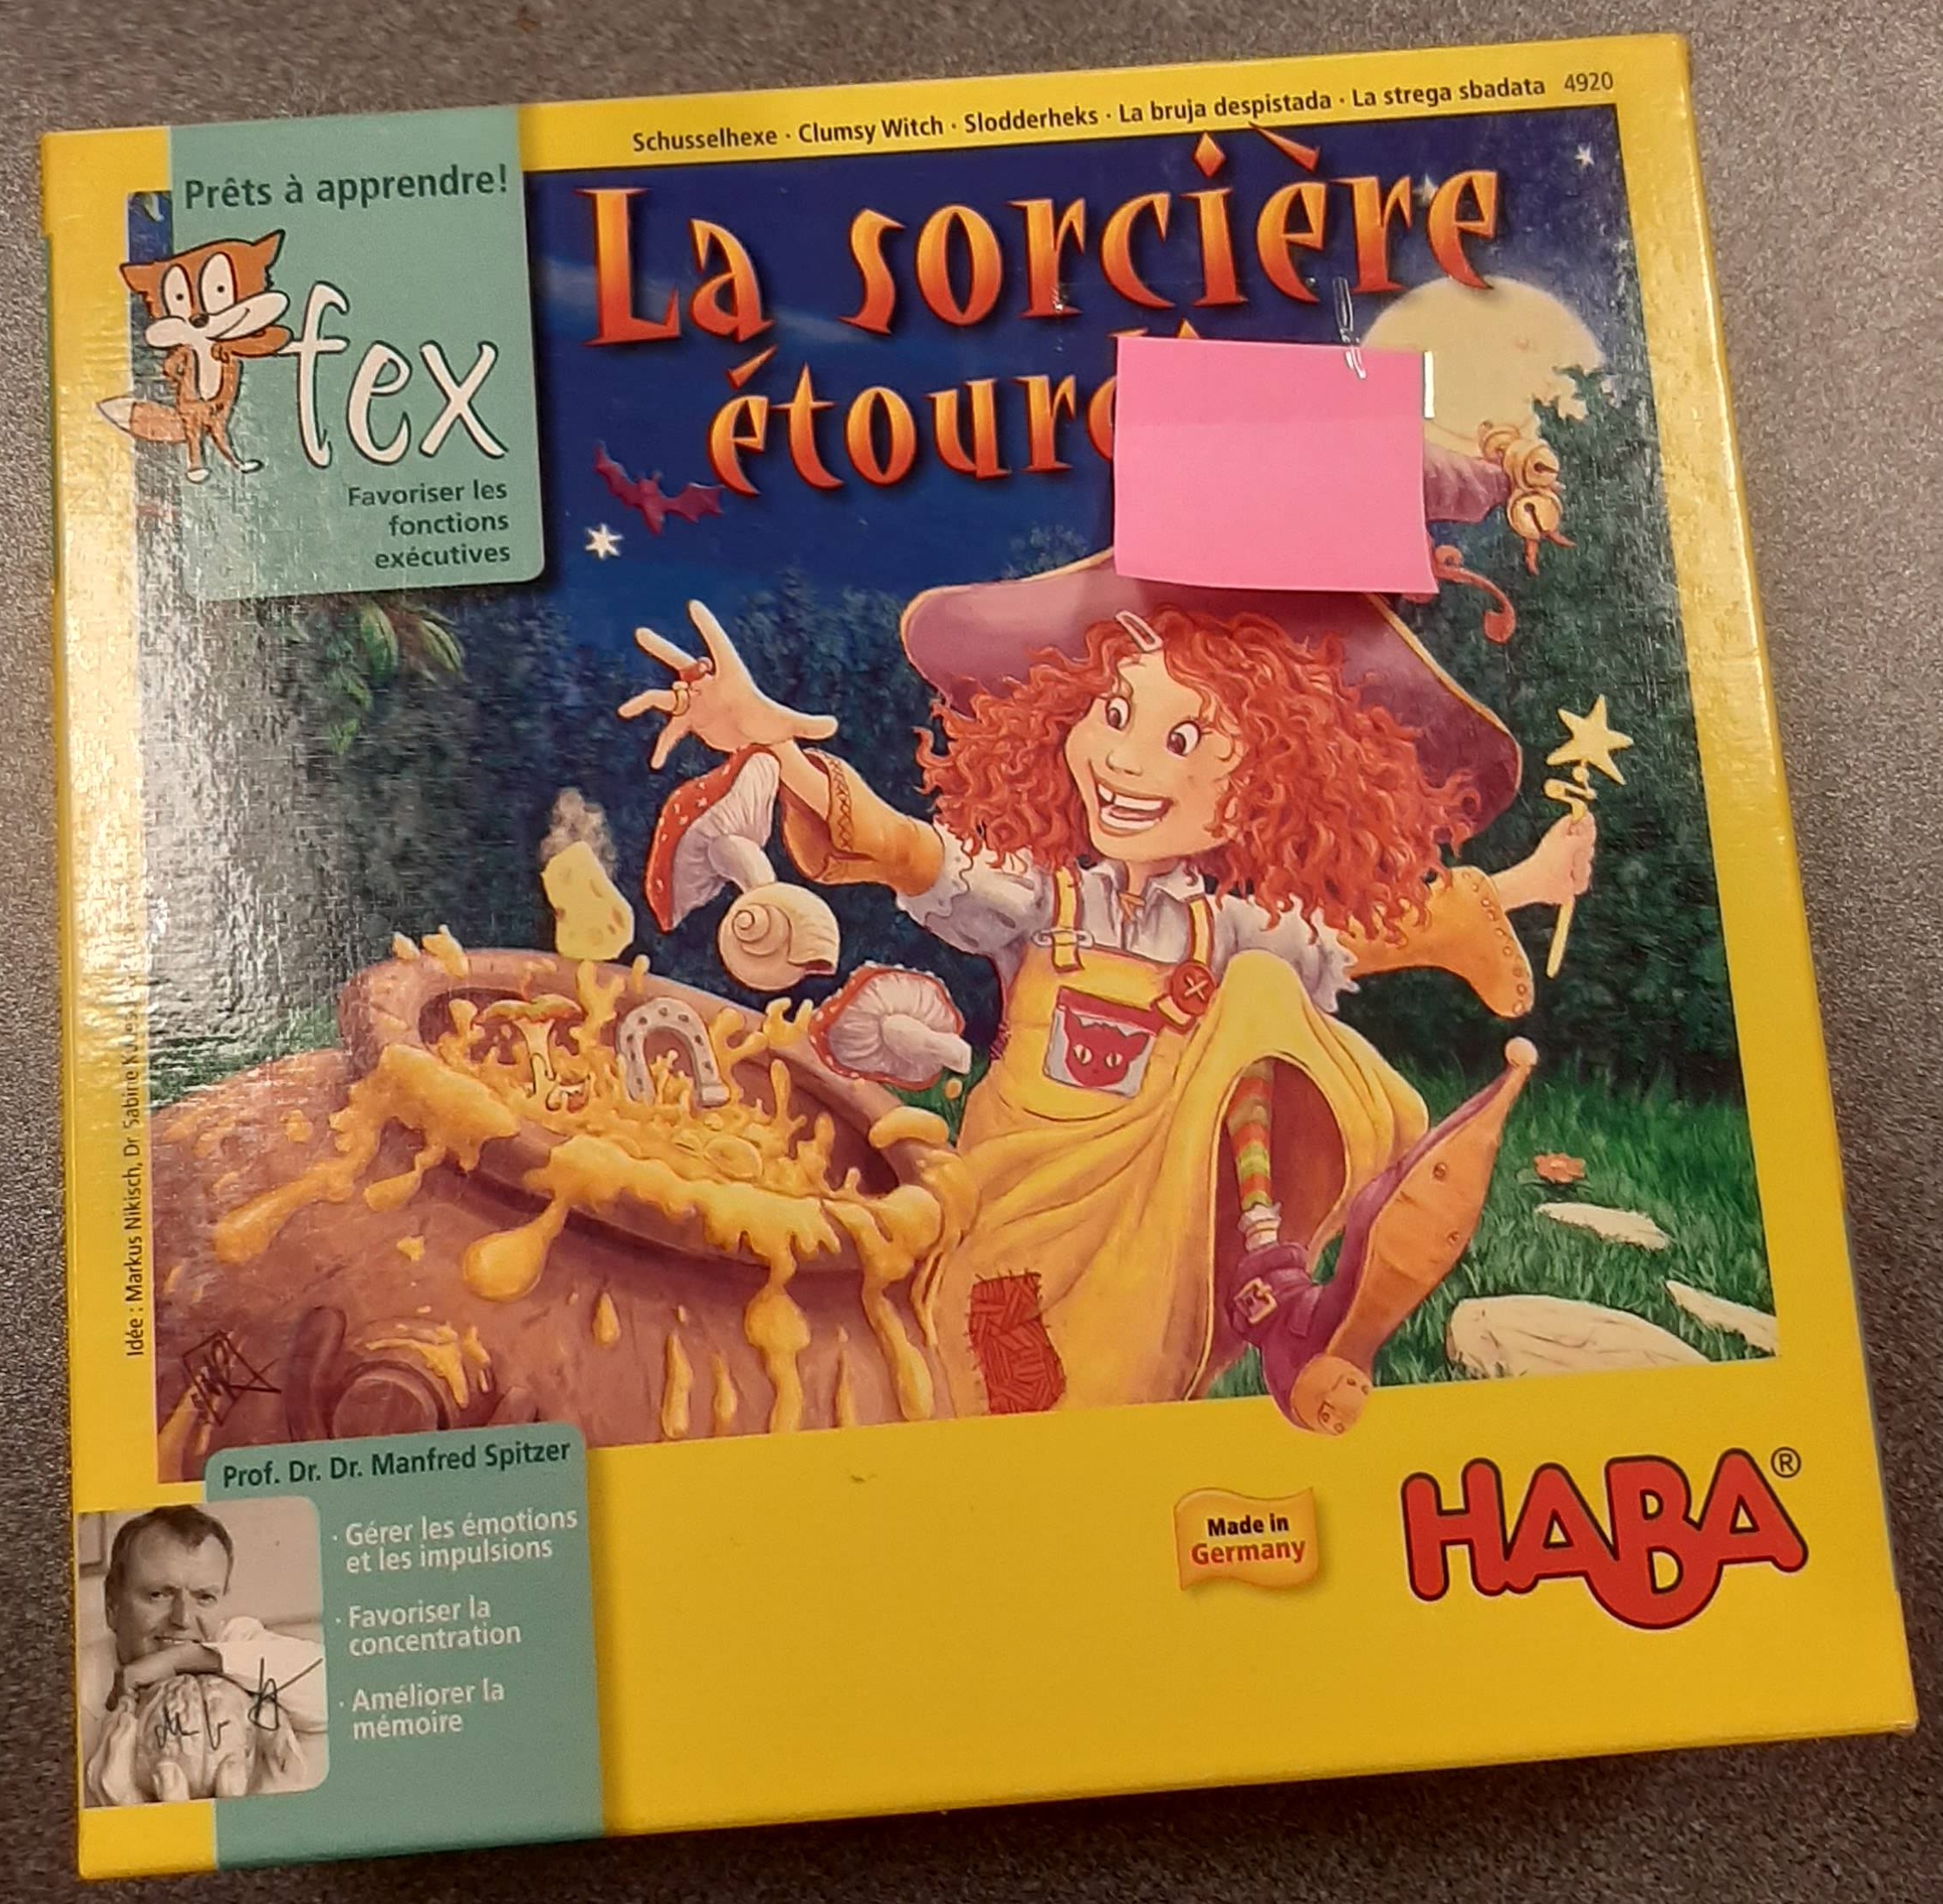 Schusselhexe · Clumsy Witch · Slodderheks · La bruja despistada · La strega sbadata 4920
Prêts à apprendre!
fex
Favoriser les
fonctions
exécutives
La sorcière
Idée : Markus Nikisch, Dr Sabine
Prof. Dr. Dr. Manfred Spitzer
· Gérer les émotions
et les impulsions
· Favoriser la
concentration
· Améliorer la
mémoire
Made in
Germany
HABA®